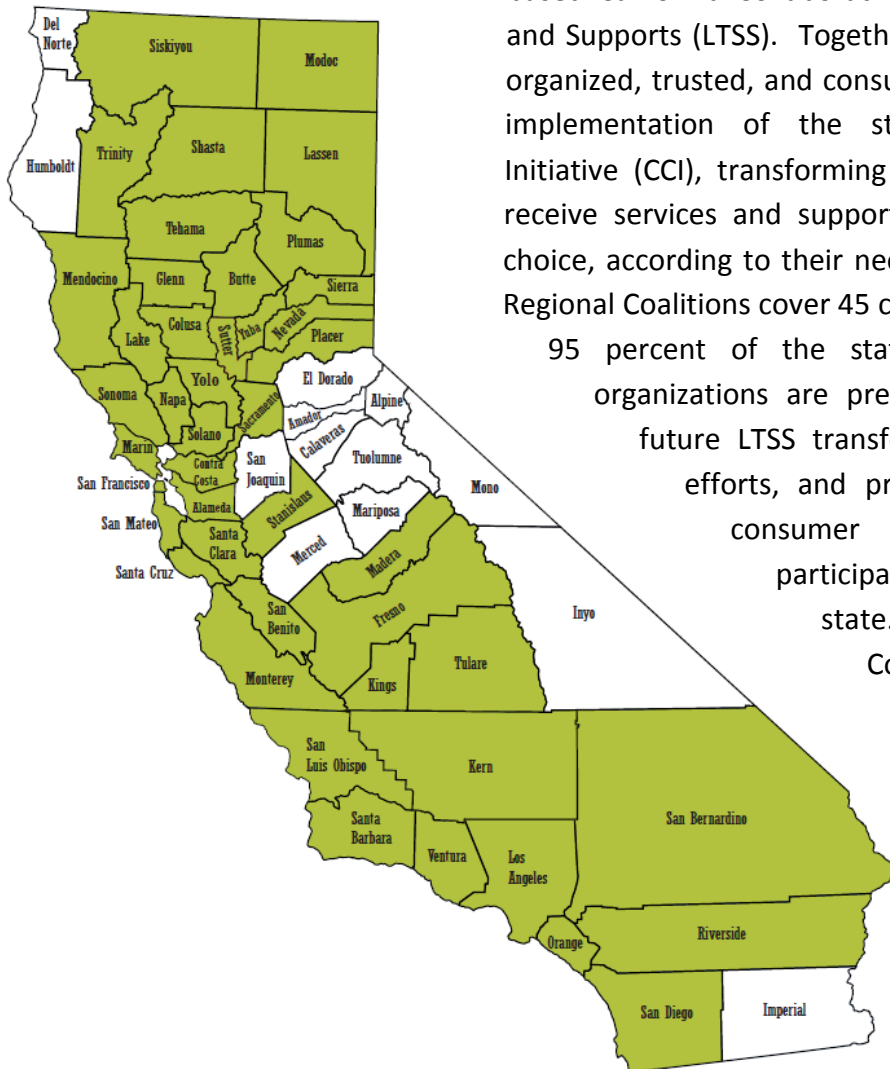 and Supports (LTSS). Togeth
organized, trusted, and consu
implementation of the st
Initiative (CCI), transforming
receive services and support
choice, according to their nee
Regional Coalitions cover 45 c
95 percent of the stat
organizations are pre
future LTSS transf
efforts, and pr
consumer
participa
state.
Co
Del
Norte
Siskiyou
Modoc
Humboldt
Trinity
Shasta
Lassen
Tehama
Plumas
Mendocino
Glenn
Butte
Sierra
Colusa
Lake
Sutter
Yuba
Nevada
Placer
Sonoma
Napa
Yolo
Sacramento
El Dorado
Alpine
Amador
Calaveras
Solano
Marin
Contra
Costa
San
Joaquin
Tuolumne
Mono
San Francisco
Alameda
Stanislaus
Mariposa
San Mateo
Santa
Clara
Merced
Madera
Santa Cruz
San
Benito
Fresno
Inyo
Monterey
Kings
Tulare
San
Luis Obispo
Kern
San Bernardino
Santa
Barbara
Ventura
Los
Angeles
Orange
Riverside
San Diego
Imperial